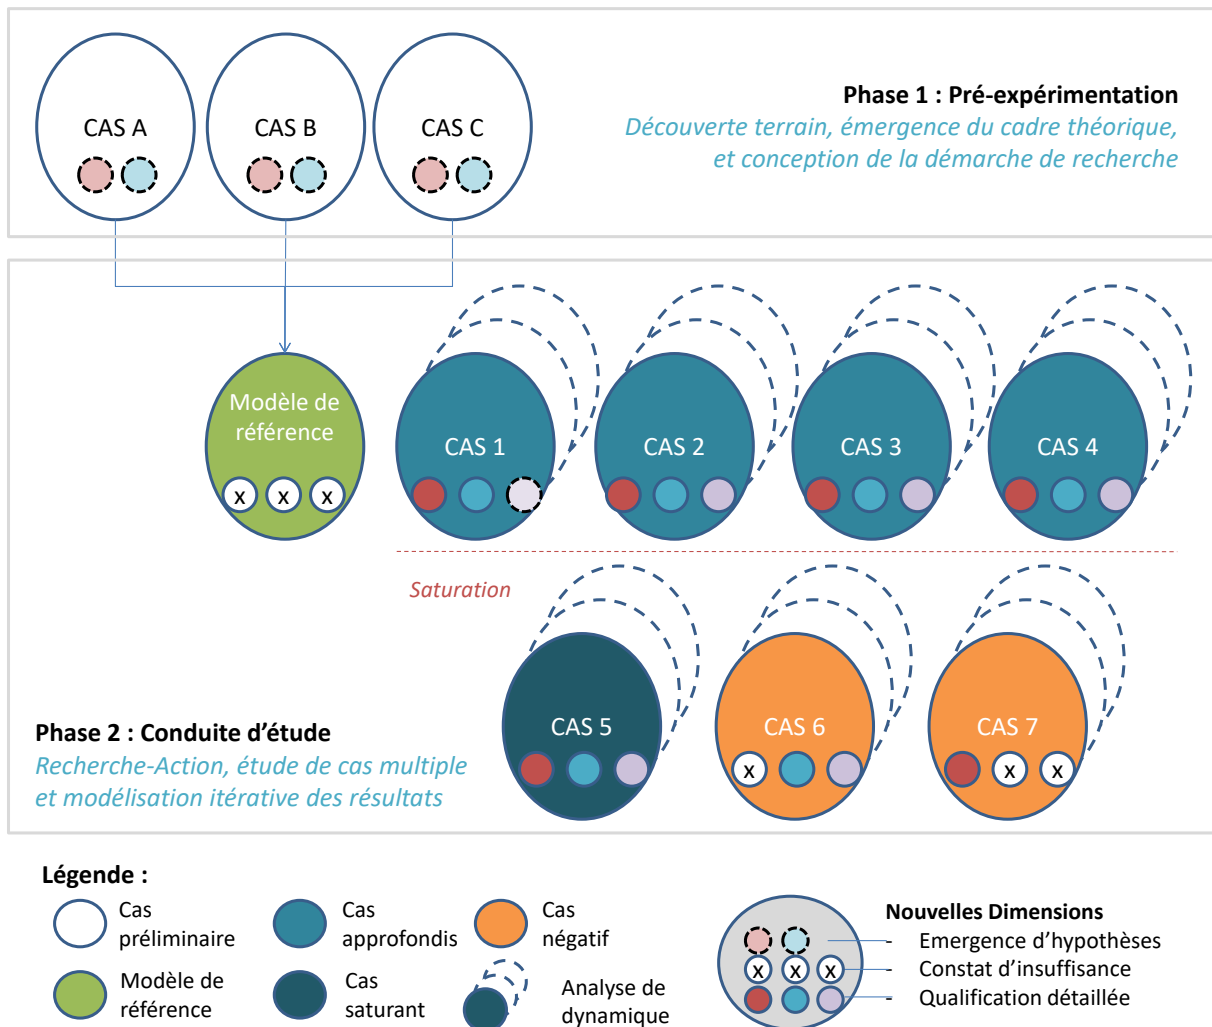 CAS A
CAS B
CAS C
Phase 1 : Pré-expérimentation
Découverte terrain, émergence du cadre théorique,
et conception de la démarche de recherche
Modèle de
référence
x x x
CAS 1
CAS 2
CAS 3
CAS 4
Saturation
CAS 5
CAS 6
x
CAS 7
x x
Phase 2 : Conduite d'étude
Recherche-Action, étude de cas multiple
et modélisation itérative des résultats
Légende :
Cas
préliminaire
Cas
approfondis
Cas
négatif
Modèle de
référence
Cas
saturant
Analyse de
dynamique
x x x
Nouvelles Dimensions
- Emergence d'hypothèses
- Constat d'insuffisance
- Qualification détaillée